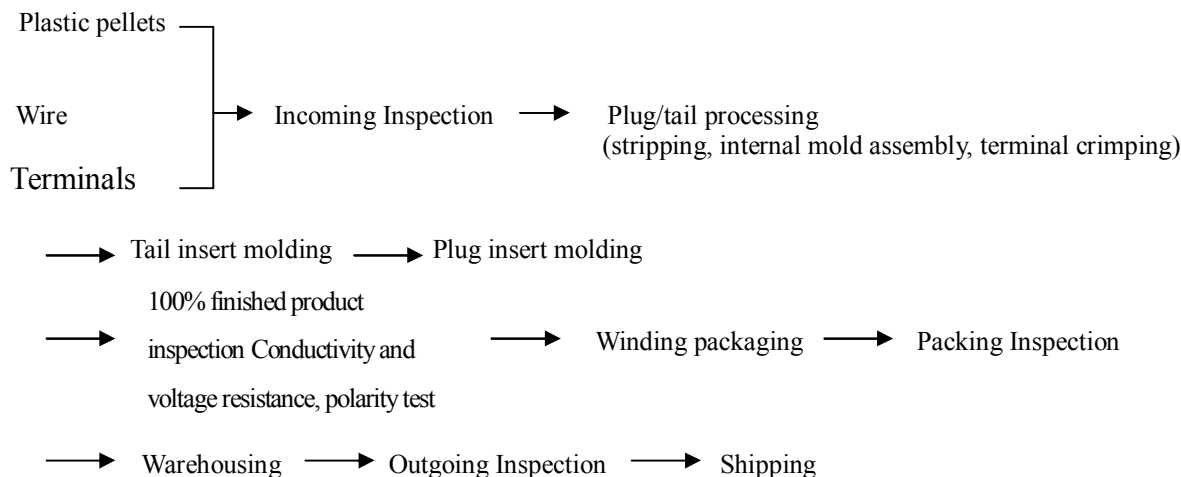 Plastic pellets
Wire
Incoming Inspection
Plug/tail processing
(stripping, internal mold assembly, terminal crimping)
Terminals
Tail insert molding
Plug insert molding
100% finished product
inspection Conductivity and
voltage resistance, polarity test
Winding packaging
Packing Inspection
Warehousing
Outgoing Inspection
Shipping